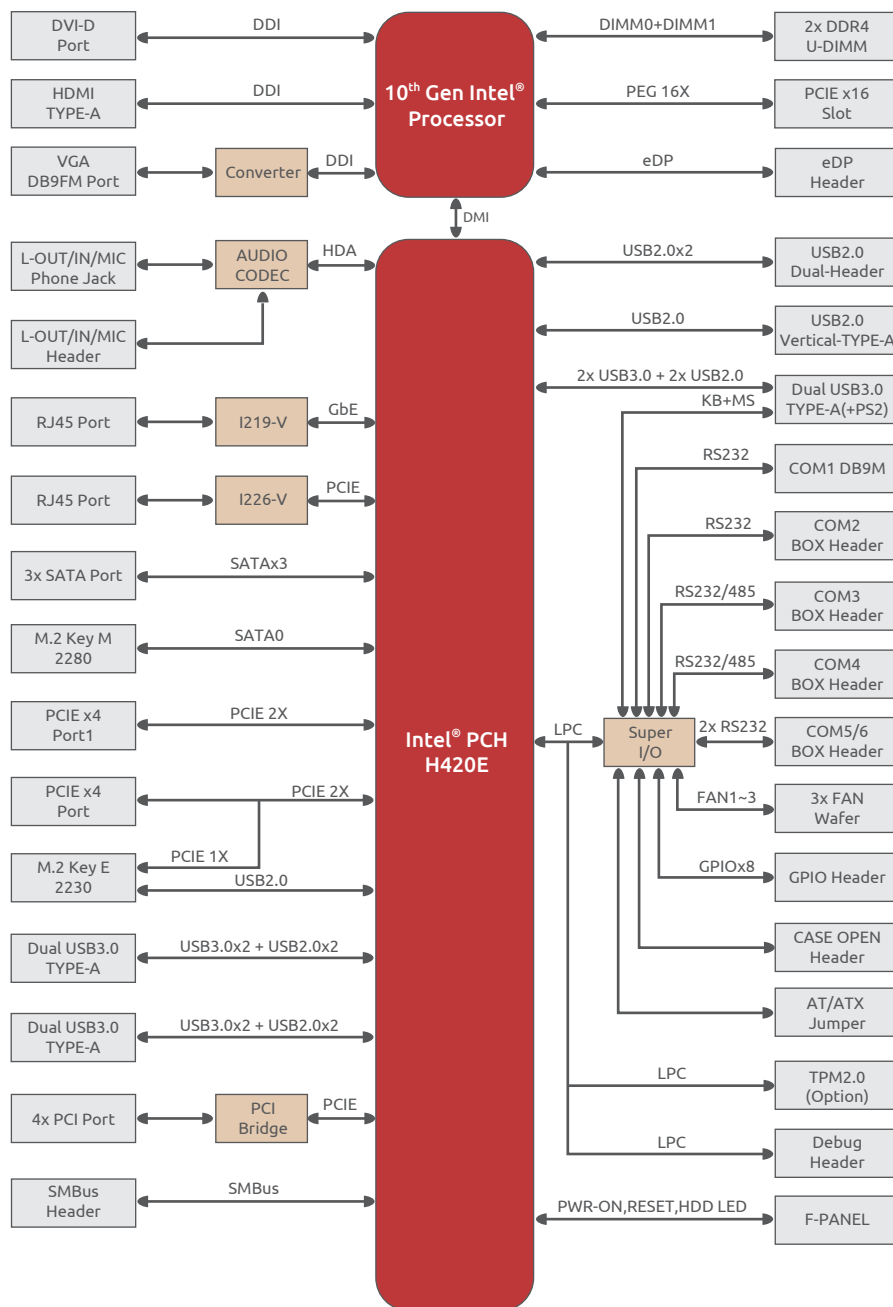 DVI-D
Port
DDI
10th Gen Intel®
Processor
DIMM0+DIMM1
2x DDR4
U-DIMM
HDMI
TYPE-A
DDI
PEG 16X
PCIE x16
Slot
VGA
DB9FM Port
Converter
DDI
eDP
eDP
Header
DMI
L-OUT/IN/MIC
Phone Jack
AUDIO
CODEC
HDA
L-OUT/IN/MIC
Header
RJ45 Port
I219-V
GbE
RJ45 Port
I226-V
PCIE
3x SATA Port
SATAx3
M.2 Key M
2280
SATA0
PCIE x4
Port1
PCIE 2X
PCIE x4
Port
PCIE 2X
PCIE 1X
M.2 Key E
2230
USB2.0
Dual USB3.0
TYPE-A
USB3.0x2 + USB2.0x2
Dual USB3.0
TYPE-A
USB3.0x2 + USB2.0x2
4x PCI Port
PCI
Bridge
PCIE
SMBus
Header
SMBus
Intel® PCH
H420E
USB2.0x2
USB2.0
Dual-Header
USB2.0
USB2.0
Vertical-TYPE-A
2x USB3.0 + 2x USB2.0
KB+MS
Dual USB3.0
TYPE-A(+PS2)
RS232
COM1 DB9M
RS232
COM2
BOX Header
RS232/485
COM3
BOX Header
RS232/485
COM4
BOX Header
LPC
Super
I/O
2x RS232
COM5/6
BOX Header
FAN1~3
3x FAN
Wafer
GPIOx8
GPIO Header
CASE OPEN
Header
AT/ATX
Jumper
LPC
TPM2.0
(Option)
LPC
Debug
Header
PWR-ON,RESET,HDD LED
F-PANEL